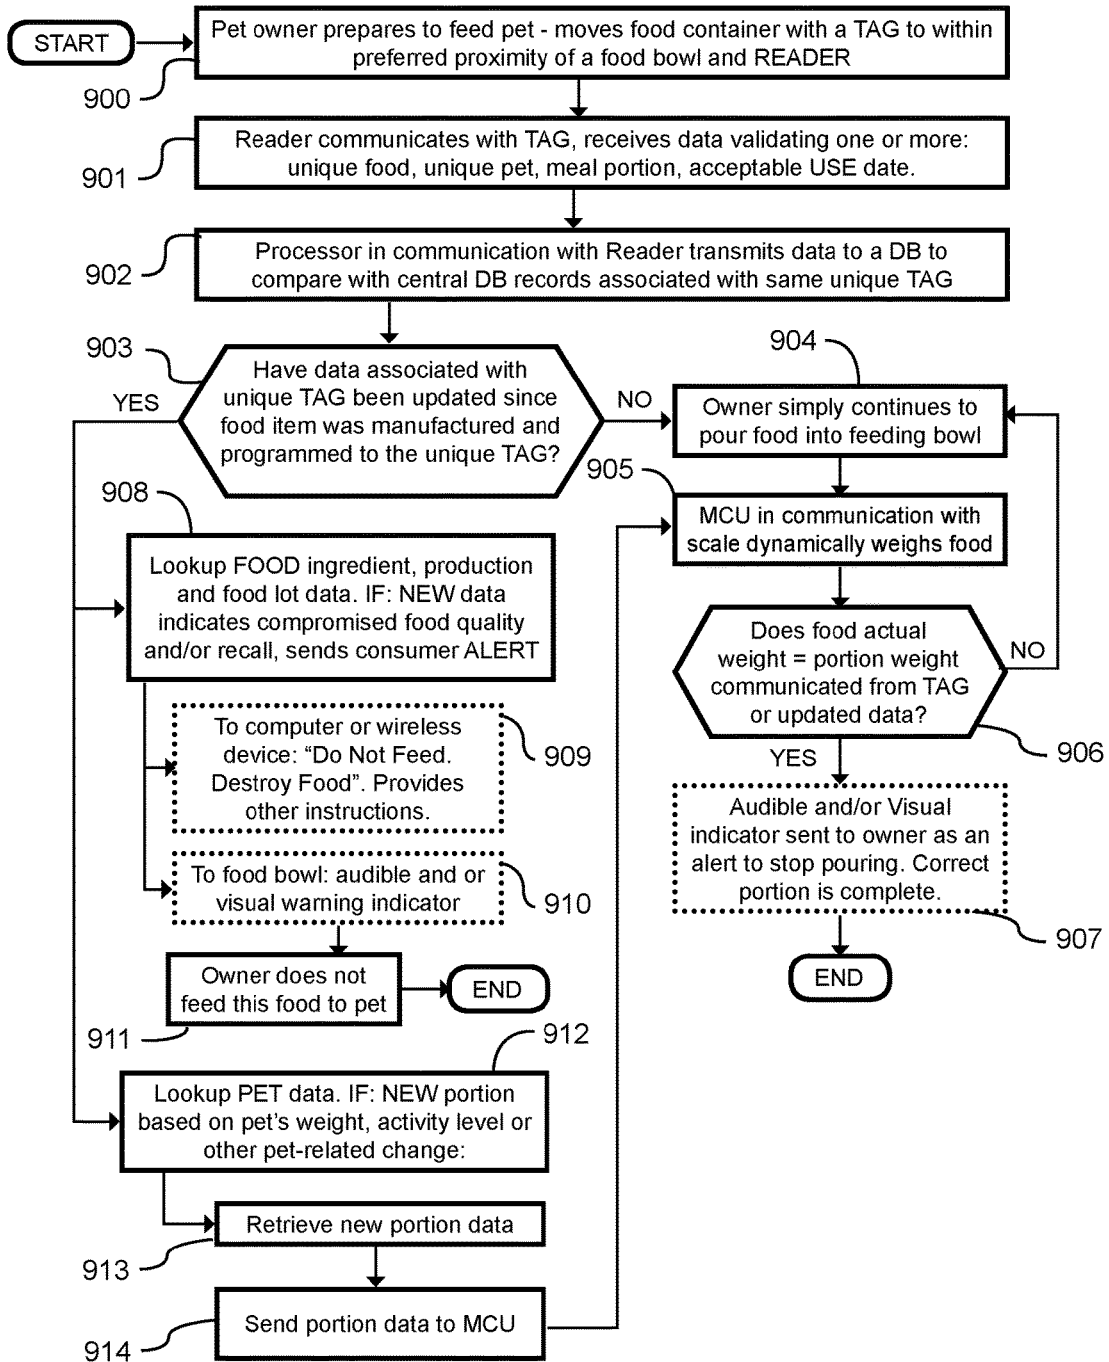 START
Pet owner prepares to feed pet - moves food container with a TAG to within
preferred proximity of a food bowl and READER
900
Reader communicates with TAG, receives data validating one or more:
unique food, unique pet, meal portion, acceptable USE date.
901
Processor in communication with Reader transmits data to a DB to
compare with central DB records associated with same unique TAG
902
903
Have data associated with
unique TAG been updated since
food item was manufactured and
programmed to the unique TAG?
YES
NO
904
Owner simply continues to
pour food into feeding bowl
905
MCU in communication with
scale dynamically weighs food
Does food actual
weight = portion weight
communicated from TAG
or updated data?
NO
906
YES
Audible and/or Visual
indicator sent to owner as an
alert to stop pouring. Correct
portion is complete.
907
END
908
Lookup FOOD ingredient, production
and food lot data. IF: NEW data
indicates compromised food quality
and/or recall, sends consumer ALERT
To computer or wireless
device: “Do Not Feed.
Destroy Food”. Provides
other instructions.
909
To food bowl: audible and or
visual warning indicator
910
Owner does not
feed this food to pet
911
END
912
Lookup PET data. IF: NEW portion
based on pet's weight, activity level or
other pet-related change:
Retrieve new portion data
913
Send portion data to MCU
914